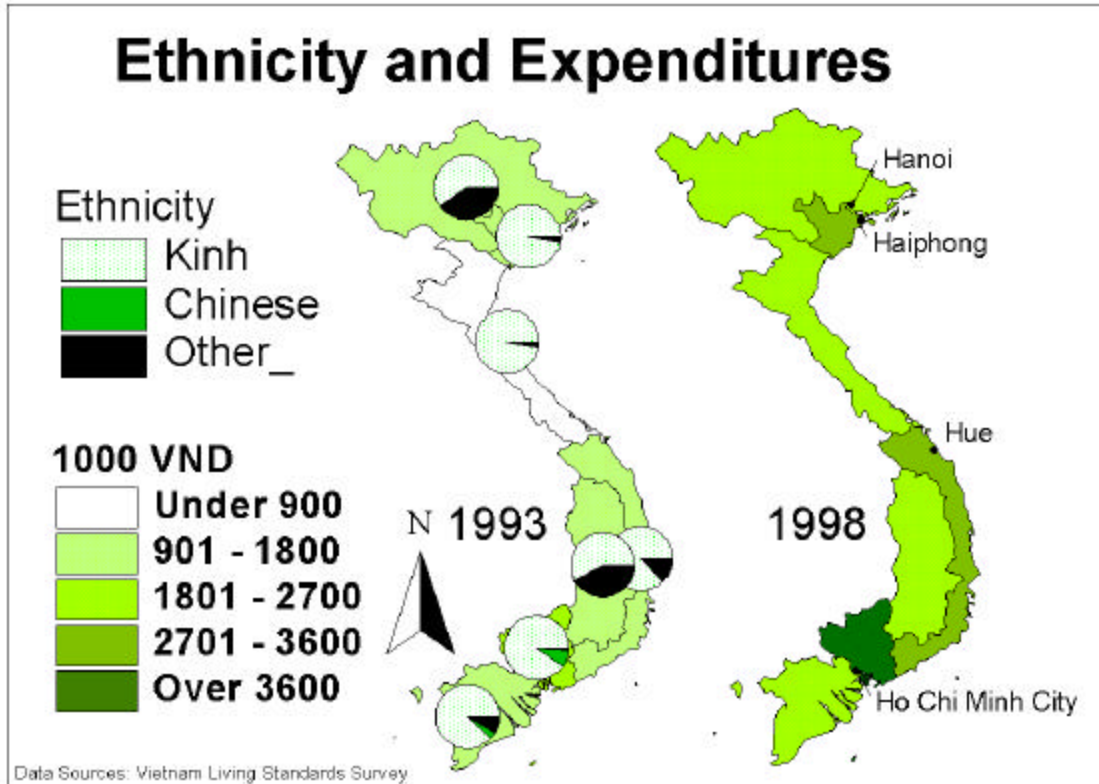 Ethnicity and Expenditures
Ethnicity
Kinh
Chinese
Other_
1000 VND
Under 900
901 - 1800
1801 - 2700
2701 - 3600
Over 3600
N
1993
1998
Hanoi
Haiphong
Hue
Ho Chi Minh City
Data Sources: Vietnam Living Standards Survey